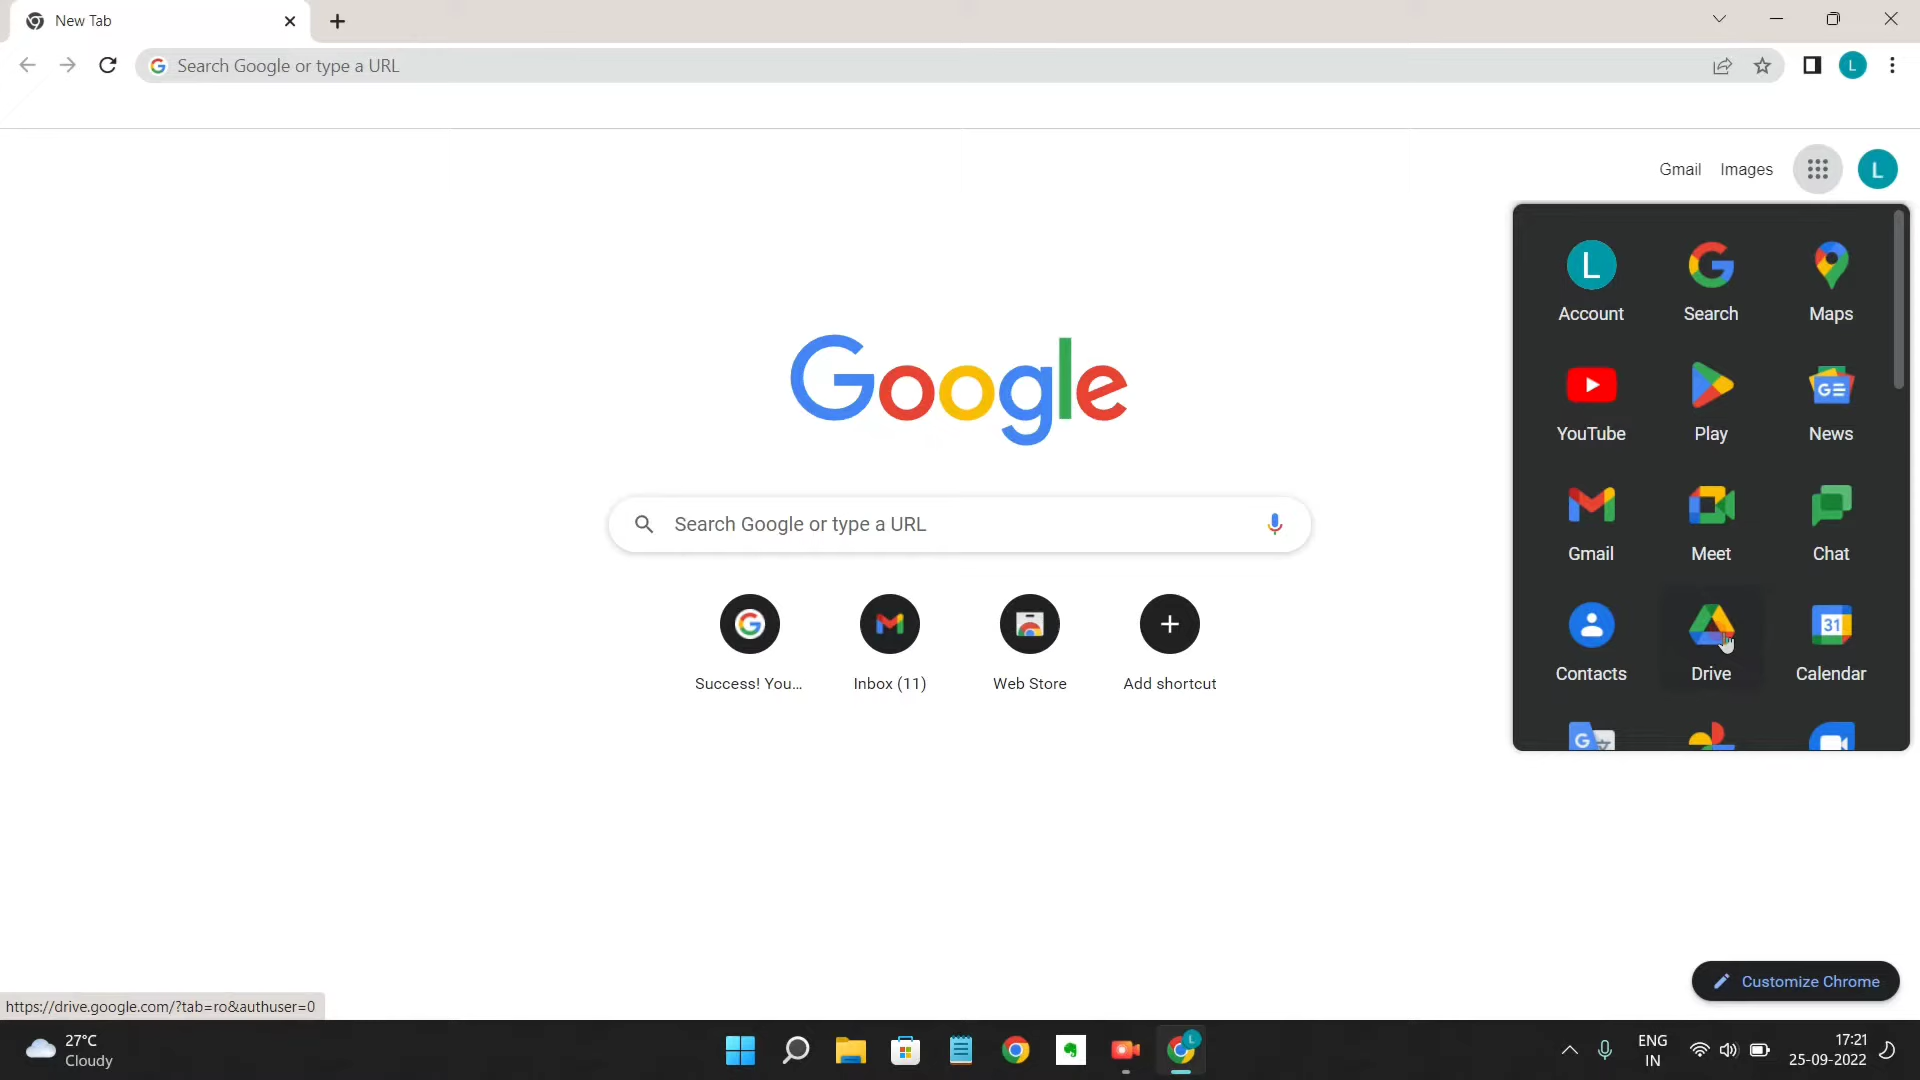 New Tab
Search Google or type a URL
L
Gmail Images
L
L
Account Search Maps
YouTube Play News
Gmail Meet Chat
31
Contacts Drive Calendar
Google
Search Google or type a URL
Success! You... Inbox (11) Web Store Add shortcut
Customize Chrome
https://drive.google.com/?tab=ro&authuser=0
27°C
Cloudy
L
ENG
IN
17:21
25-09-2022